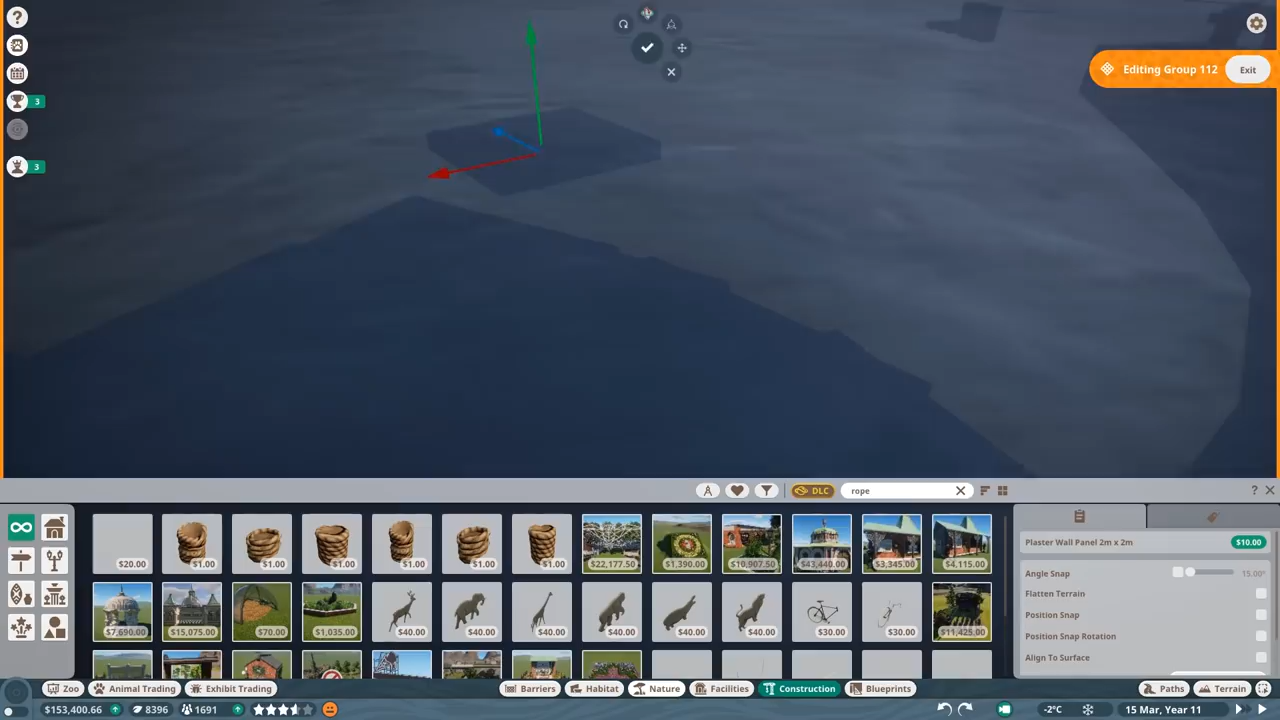 ?
3
3
Editing Group 112
Exit
A
DLC
rope
?
$20.00
$1.00
$1.00
$1.00
$1.00
$1.00
$1.00
$22,177.50
$1,390.00
$10,907.50
$43,440.00
$3,345.00
$4,115.00
$7,690.00
$15,075.00
$70.00
$1,035.00
$40.00
$40.00
$40.00
$40.00
$40.00
$40.00
$30.00
$30.00
$11,425.00
Plaster Wall Panel 2m x 2m
$10.00
Angle Snap
15.00°
Flatten Terrain
Position Snap
Position Snap Rotation
Align To Surface
Zoo
Animal Trading
Exhibit Trading
Barriers
Habitat
Nature
Facilities
Construction
Blueprints
Paths
Terrain
$153,400.66
8396
1691
-2°C
15 Mar, Year 11